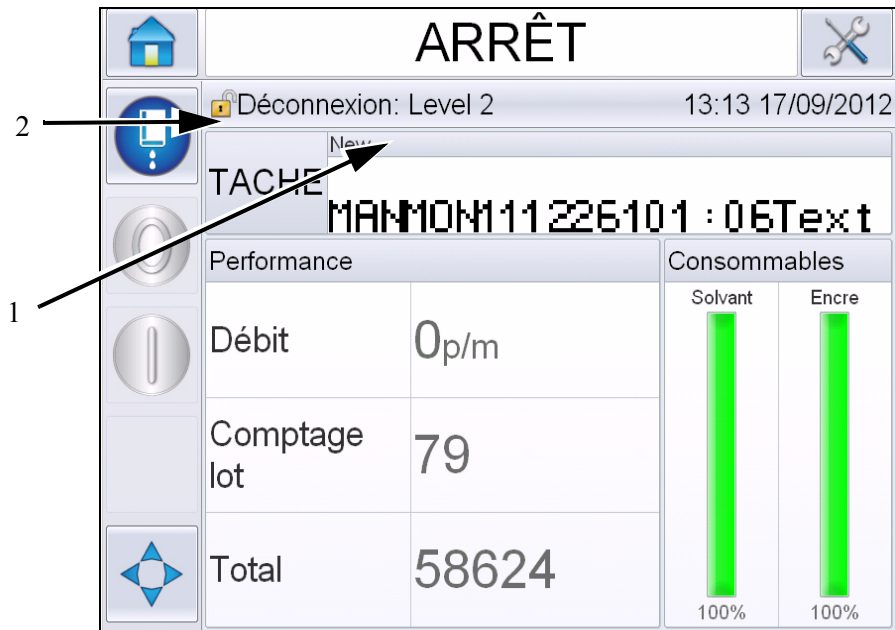 ARRÊT
Déconnexion: Level 2
13:13 17/09/2012
2
New
TACHE
MANMON111226101:06Text
1
Performance
Consommables
Solvant
Encre
Débit
0p/m
Comptage
lot
79
Total
58624
100%
100%